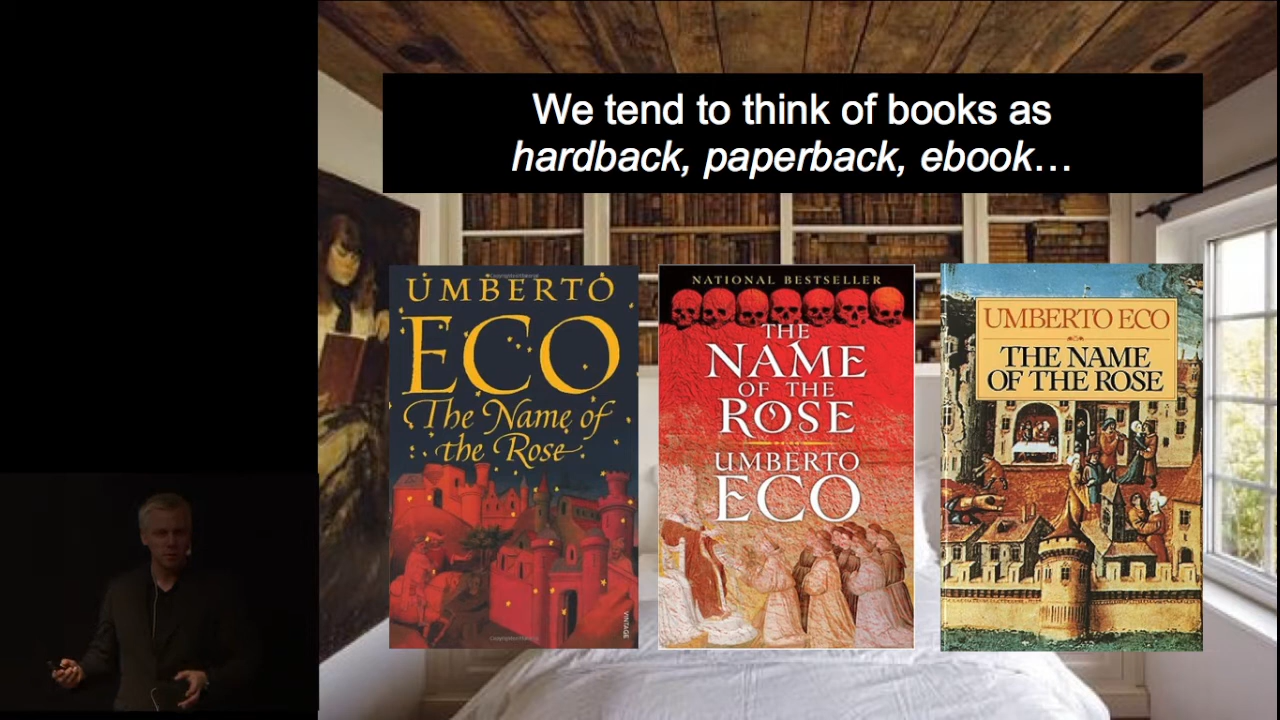 We tend to think of books as
hardback, paperback, ebook…
UMBERTO
ECO
The Name of
the Rose
VINTAGE
NATIONAL BESTSELLER
THE
NAME
OF THE
ROSE
UMBERTO
ECO
UMBERTO ECO
THE NAME
OF THE ROSE